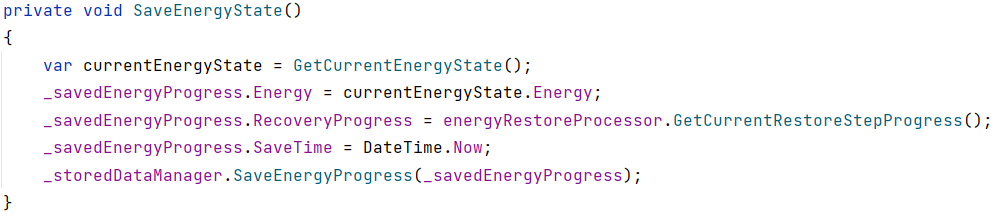 private void SaveEnergyState()
{
    var currentEnergyState = GetCurrentEnergyState();
    _savedEnergyProgress.Energy = currentEnergyState.Energy;
    _savedEnergyProgress.RecoveryProgress = energyRestoreProcessor.GetCurrentRestoreStepProgress();
    _savedEnergyProgress.SaveTime = DateTime.Now;
    _storedDataManager.SaveEnergyProgress(_savedEnergyProgress);
}